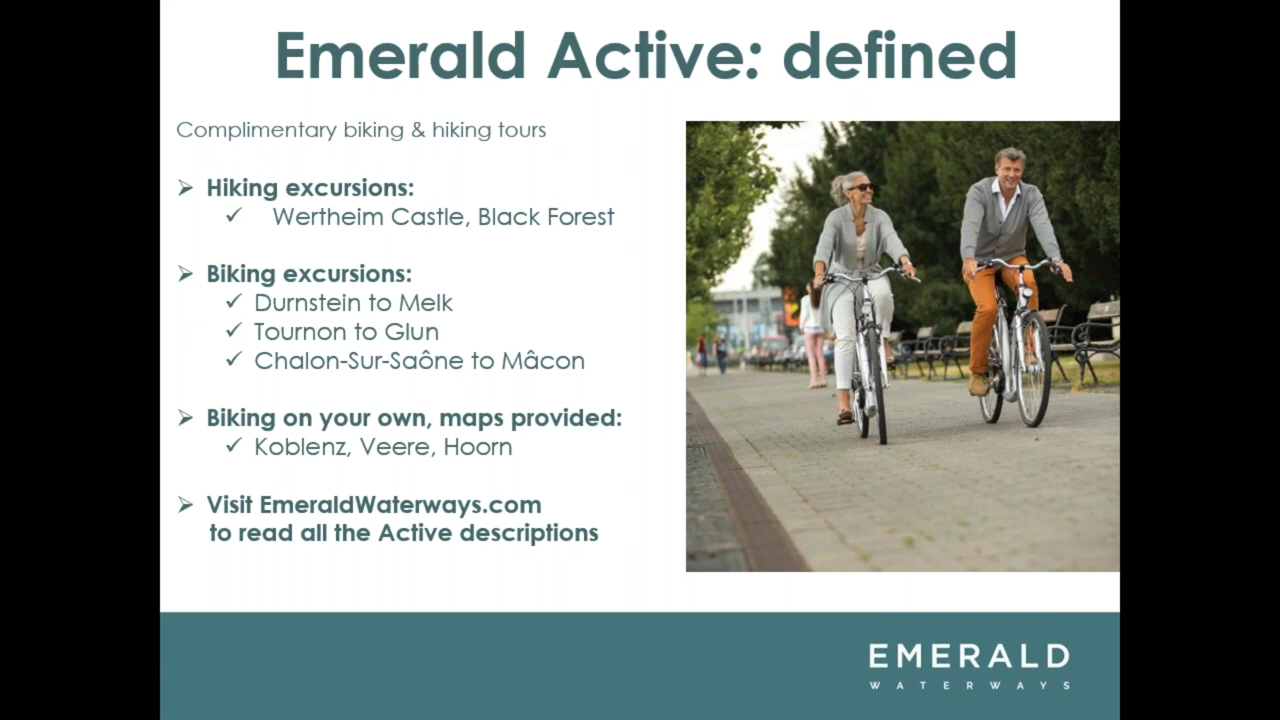 Emerald Active: defined
Complimentary biking & hiking tours
➢ Hiking excursions:
✓ Wertheim Castle, Black Forest
➢ Biking excursions:
✓ Durnstein to Melk
✓ Tournon to Glun
✓ Chalon-Sur-Saône to Mâcon
➢ Biking on your own, maps provided:
✓ Koblenz, Veere, Hoorn
➢ Visit EmeraldWaterways.com
to read all the Active descriptions
EMERALD
WATERWAYS